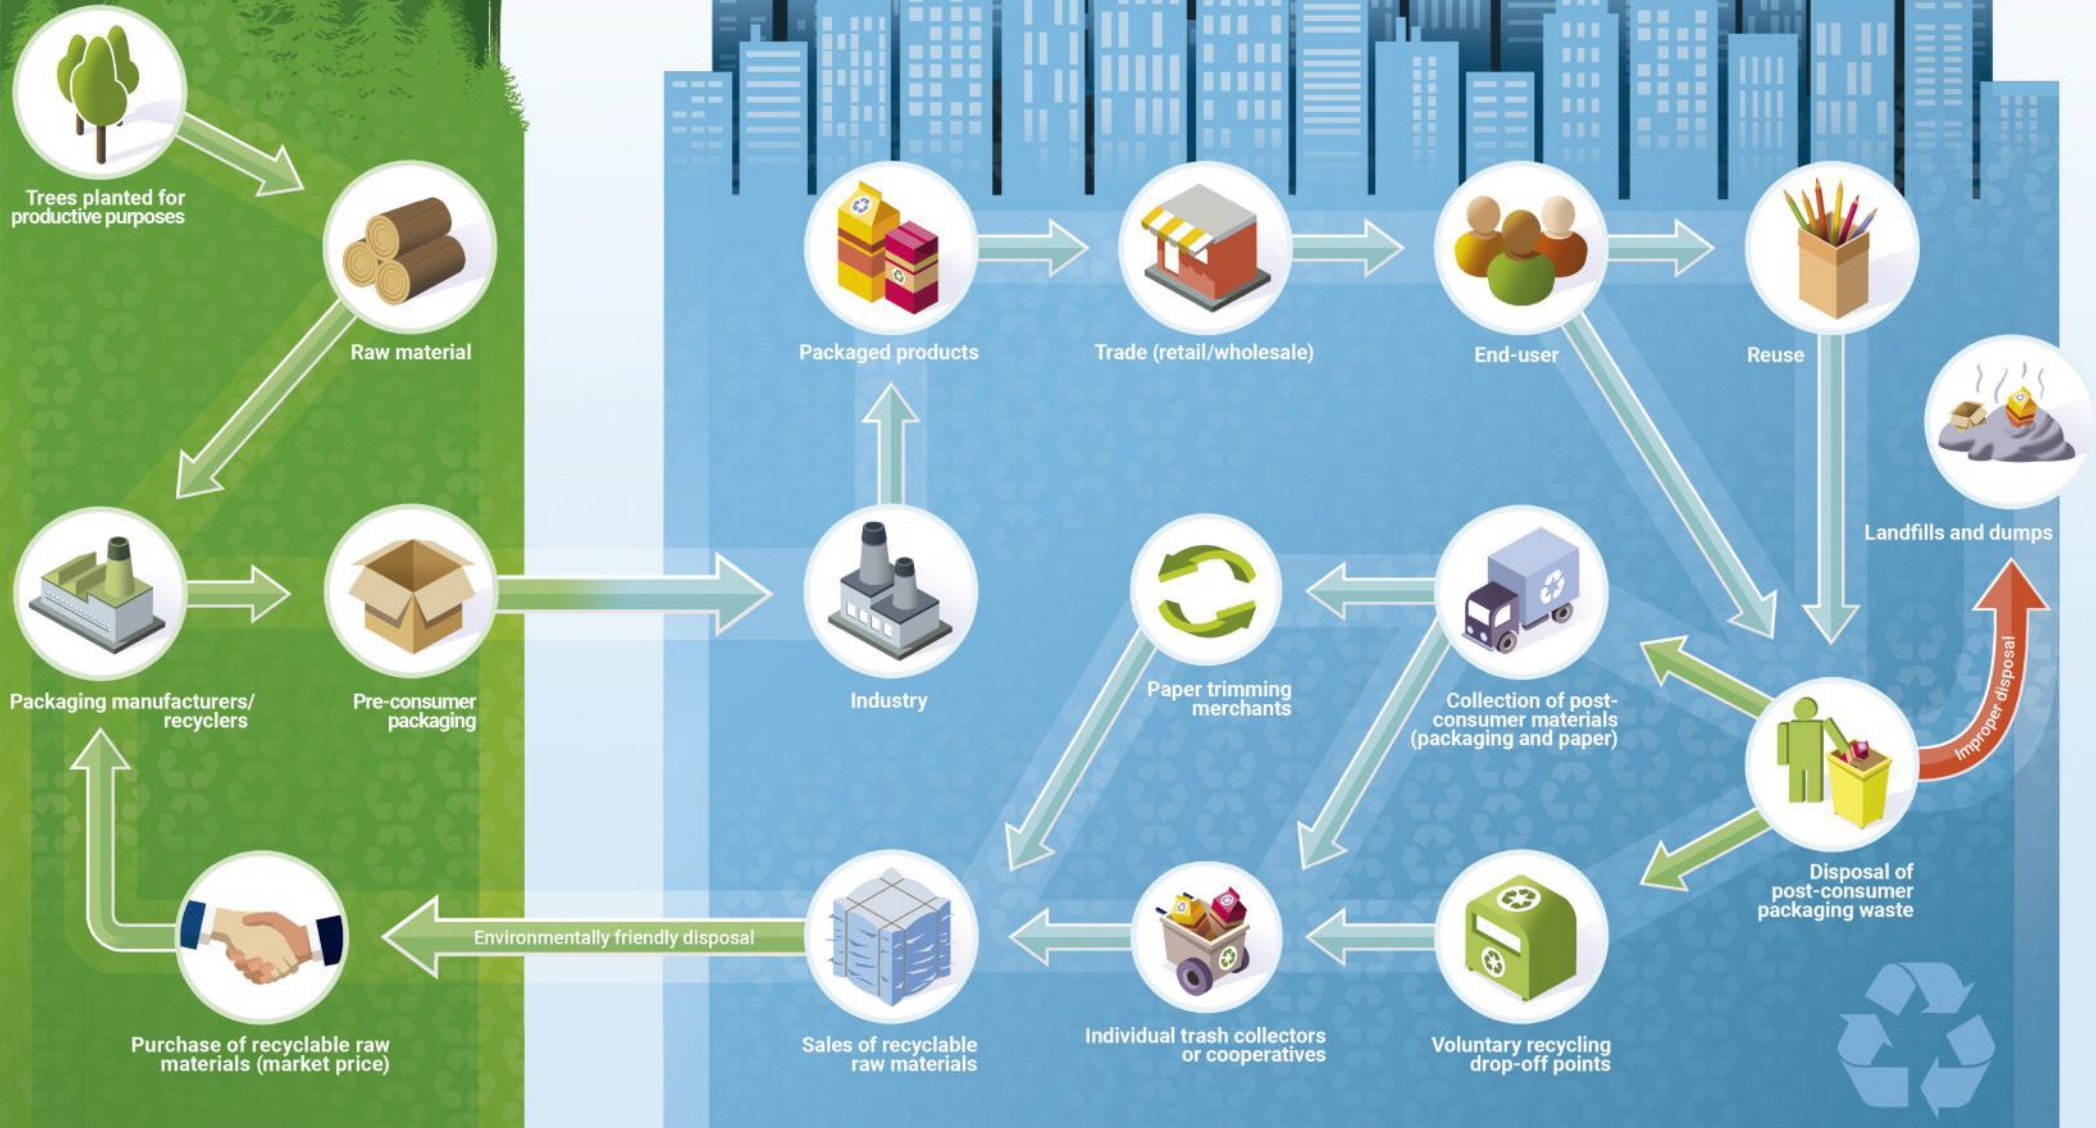 Trees planted for
productive purposes
Raw material
Packaged products
Trade (retail/wholesale)
End-user
Reuse
Landfills and dumps
Packaging manufacturers/
recyclers
Pre-consumer
packaging
Industry
Paper trimming
merchants
Collection of post-
consumer materials
(packaging and paper)
Improper disposal
Disposal of
post-consumer
packaging waste
Environmentally friendly disposal
Purchase of recyclable raw
materials (market price)
Sales of recyclable
raw materials
Individual trash collectors
or cooperatives
Voluntary recycling
drop-off points